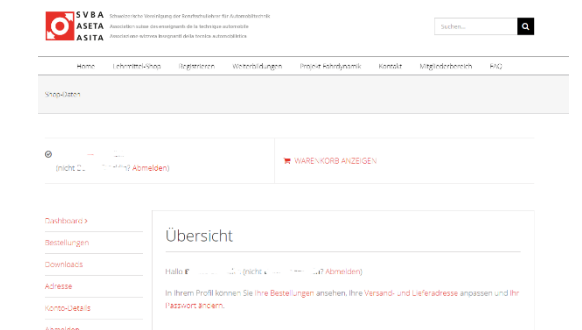 SVBA Schweizerische Vereinigung der Berufsschullehrer für Automobiltechnik
ASETA Association suisse des enseignants de la technique automobile
ASITA Associazione svizzera insegnanti della tecnica automobilistica
Suchen...
Home Lehrmittel-Shop Registrieren Weiterbildungen Projekt Fahrdynamik Kontakt Mitgliederbereich FAQ
Shop-Daten
(nicht ? Abmelden)
WARENKORB ANZEIGEN
Dashboard
Bestellungen
Downloads
Adresse
Konto-Details
Abmelden
Übersicht
Hallo (nicht ? Abmelden)
In Ihrem Profil können Sie Ihre Bestellungen ansehen, Ihre Versand- und Lieferadresse anpassen und Ihr
Passwort ändern.